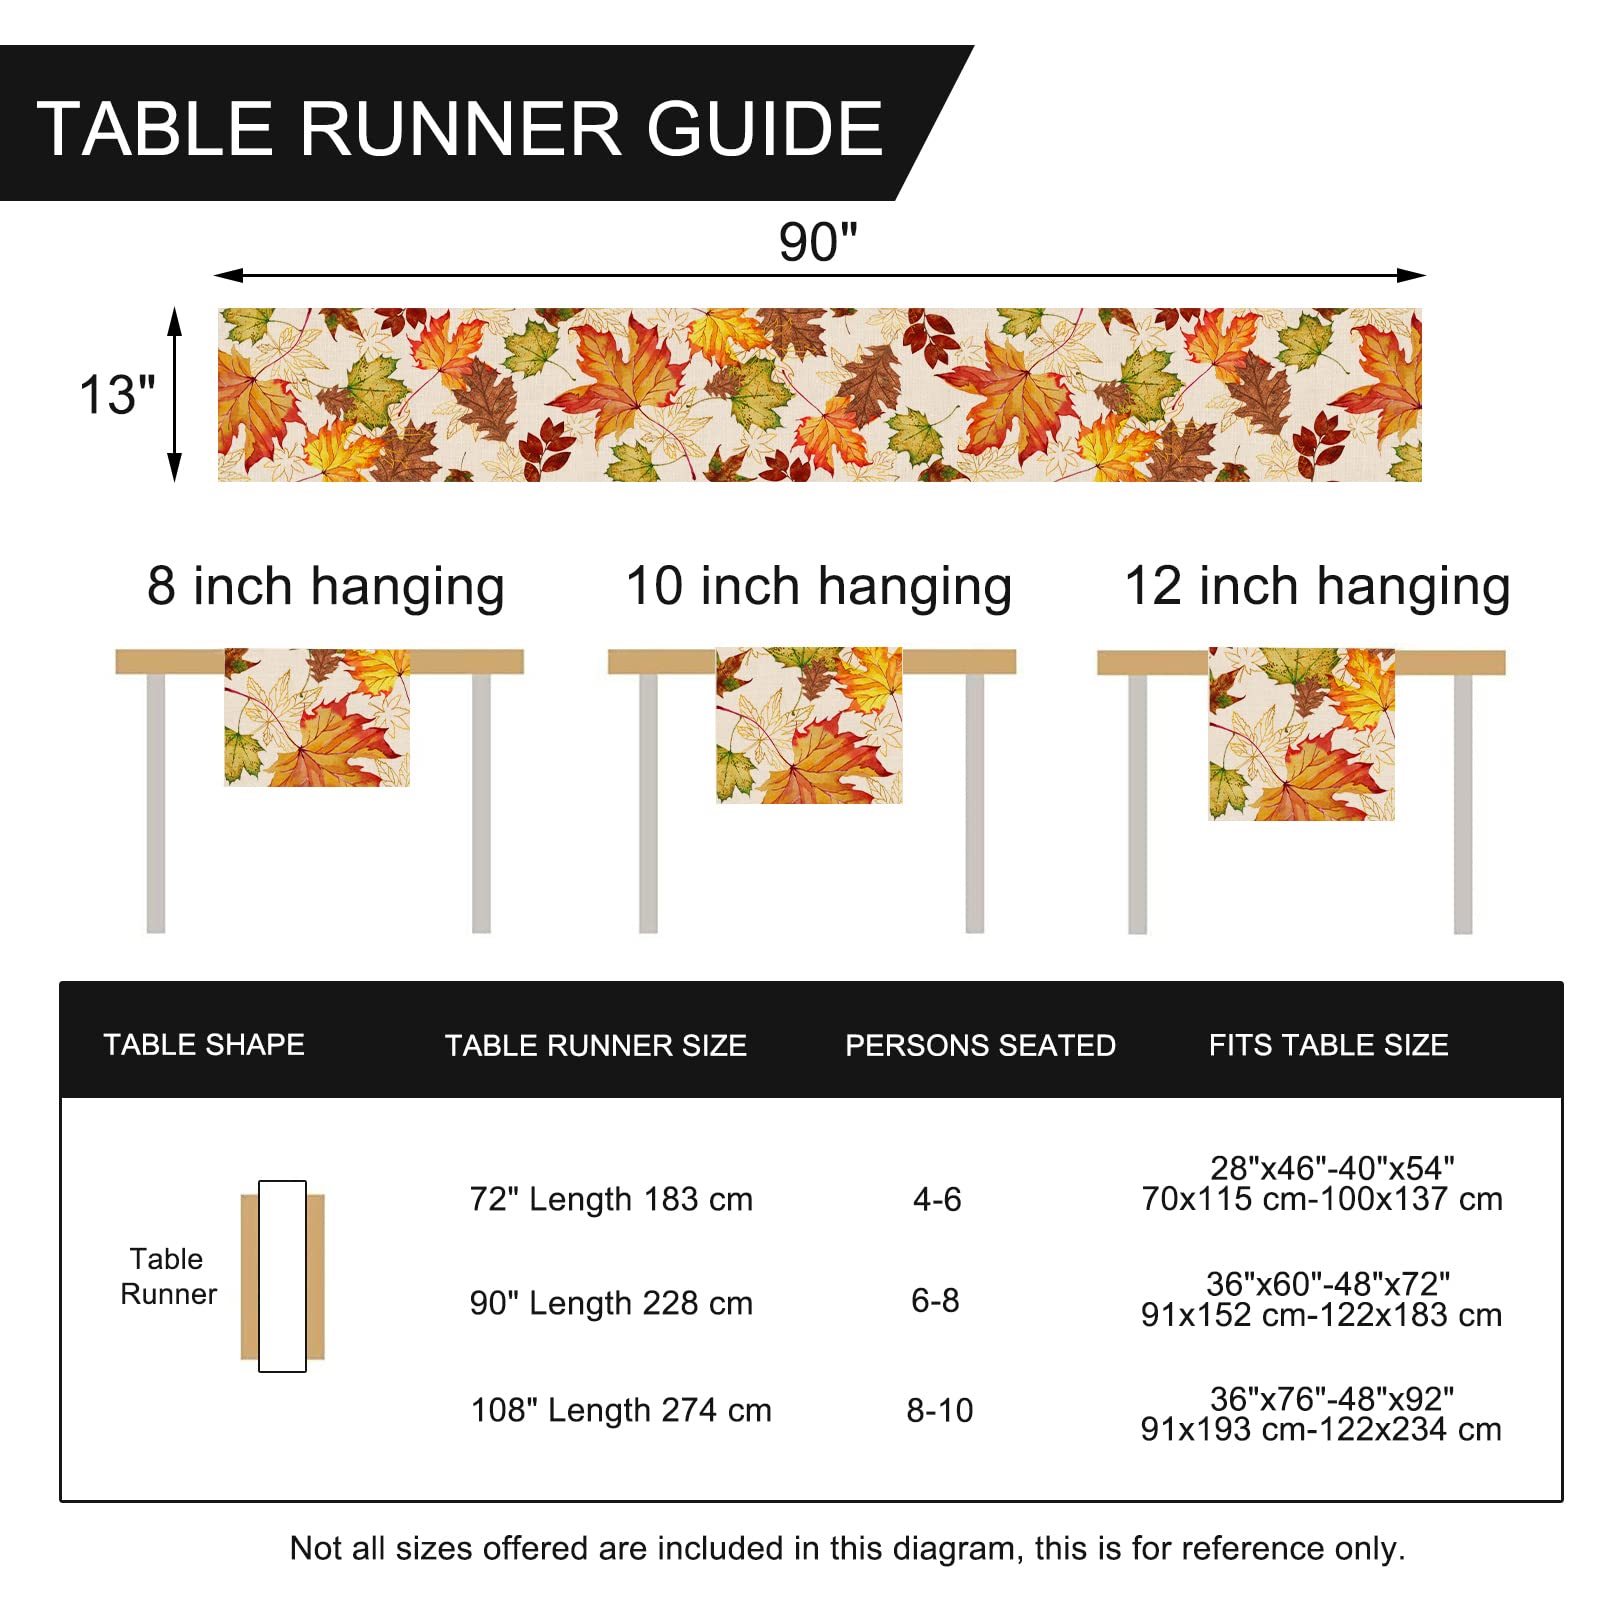 TABLE RUNNER GUIDE
90"
13"
8 inch hanging
10 inch hanging
12 inch hanging
TABLE SHAPE
TABLE RUNNER SIZE
PERSONS SEATED
FITS TABLE SIZE
Table
Runner
72" Length 183 cm
4-6
28"x46"-40"x54"
70x115 cm-100x137 cm
90" Length 228 cm
6-8
36"x60"-48"x72"
91x152 cm-122x183 cm
108" Length 274 cm
8-10
36"x76"-48"x92"
91x193 cm-122x234 cm
Not all sizes offered are included in this diagram, this is for reference only.